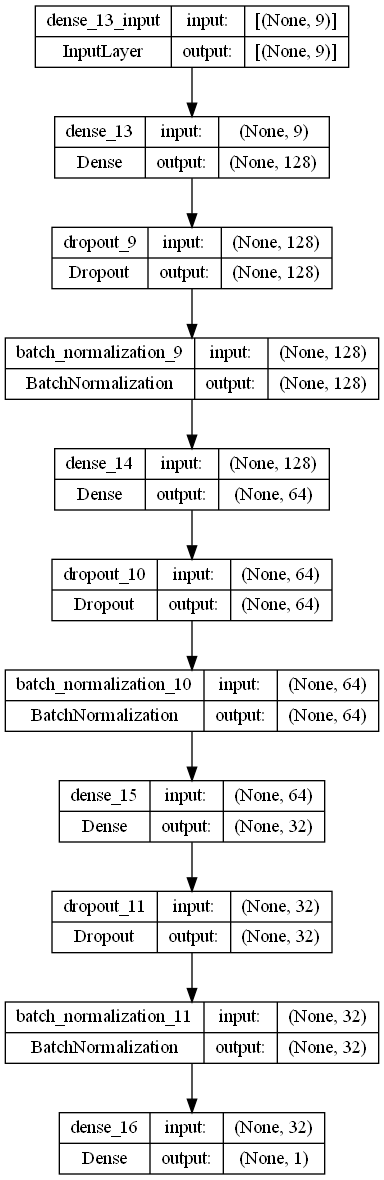 dense_13_input input: [(None, 9)]
InputLayer output: [(None, 9)]
dense_13 input: (None, 9)
Dense output: (None, 128)
dropout_9 input: (None, 128)
Dropout output: (None, 128)
batch_normalization_9 input: (None, 128)
BatchNormalization output: (None, 128)
dense_14 input: (None, 128)
Dense output: (None, 64)
dropout_10 input: (None, 64)
Dropout output: (None, 64)
batch_normalization_10 input: (None, 64)
BatchNormalization output: (None, 64)
dense_15 input: (None, 64)
Dense output: (None, 32)
dropout_11 input: (None, 32)
Dropout output: (None, 32)
batch_normalization_11 input: (None, 32)
BatchNormalization output: (None, 32)
dense_16 input: (None, 32)
Dense output: (None, 1)